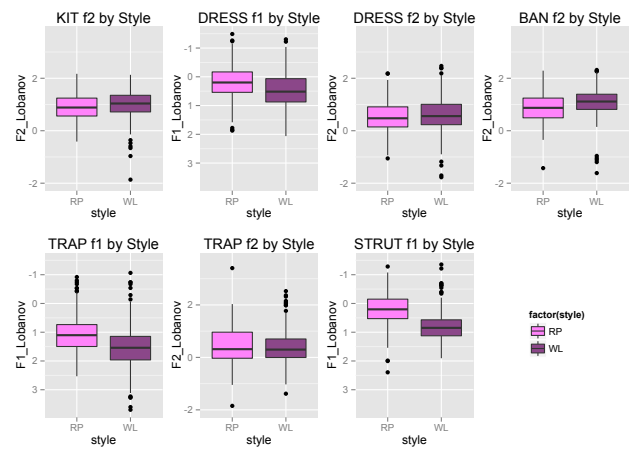 KIT f2 by Style
DRESS f1 by Style
DRESS f2 by Style
BAN f2 by Style
F2_Lobanov
2
0
-2
RP
WL
style
F1_Lobanov
-1
0
1
2
3
RP
WL
style
F2_Lobanov
2
0
-2
RP
WL
style
F2_Lobanov
2
0
-2
RP
WL
style
TRAP f1 by Style
TRAP f2 by Style
STRUT f1 by Style
F1_Lobanov
-1
0
1
2
3
RP
WL
style
F2_Lobanov
2
0
-2
RP
WL
style
F1_Lobanov
-1
0
1
2
3
RP
WL
style
factor(style)
RP
WL